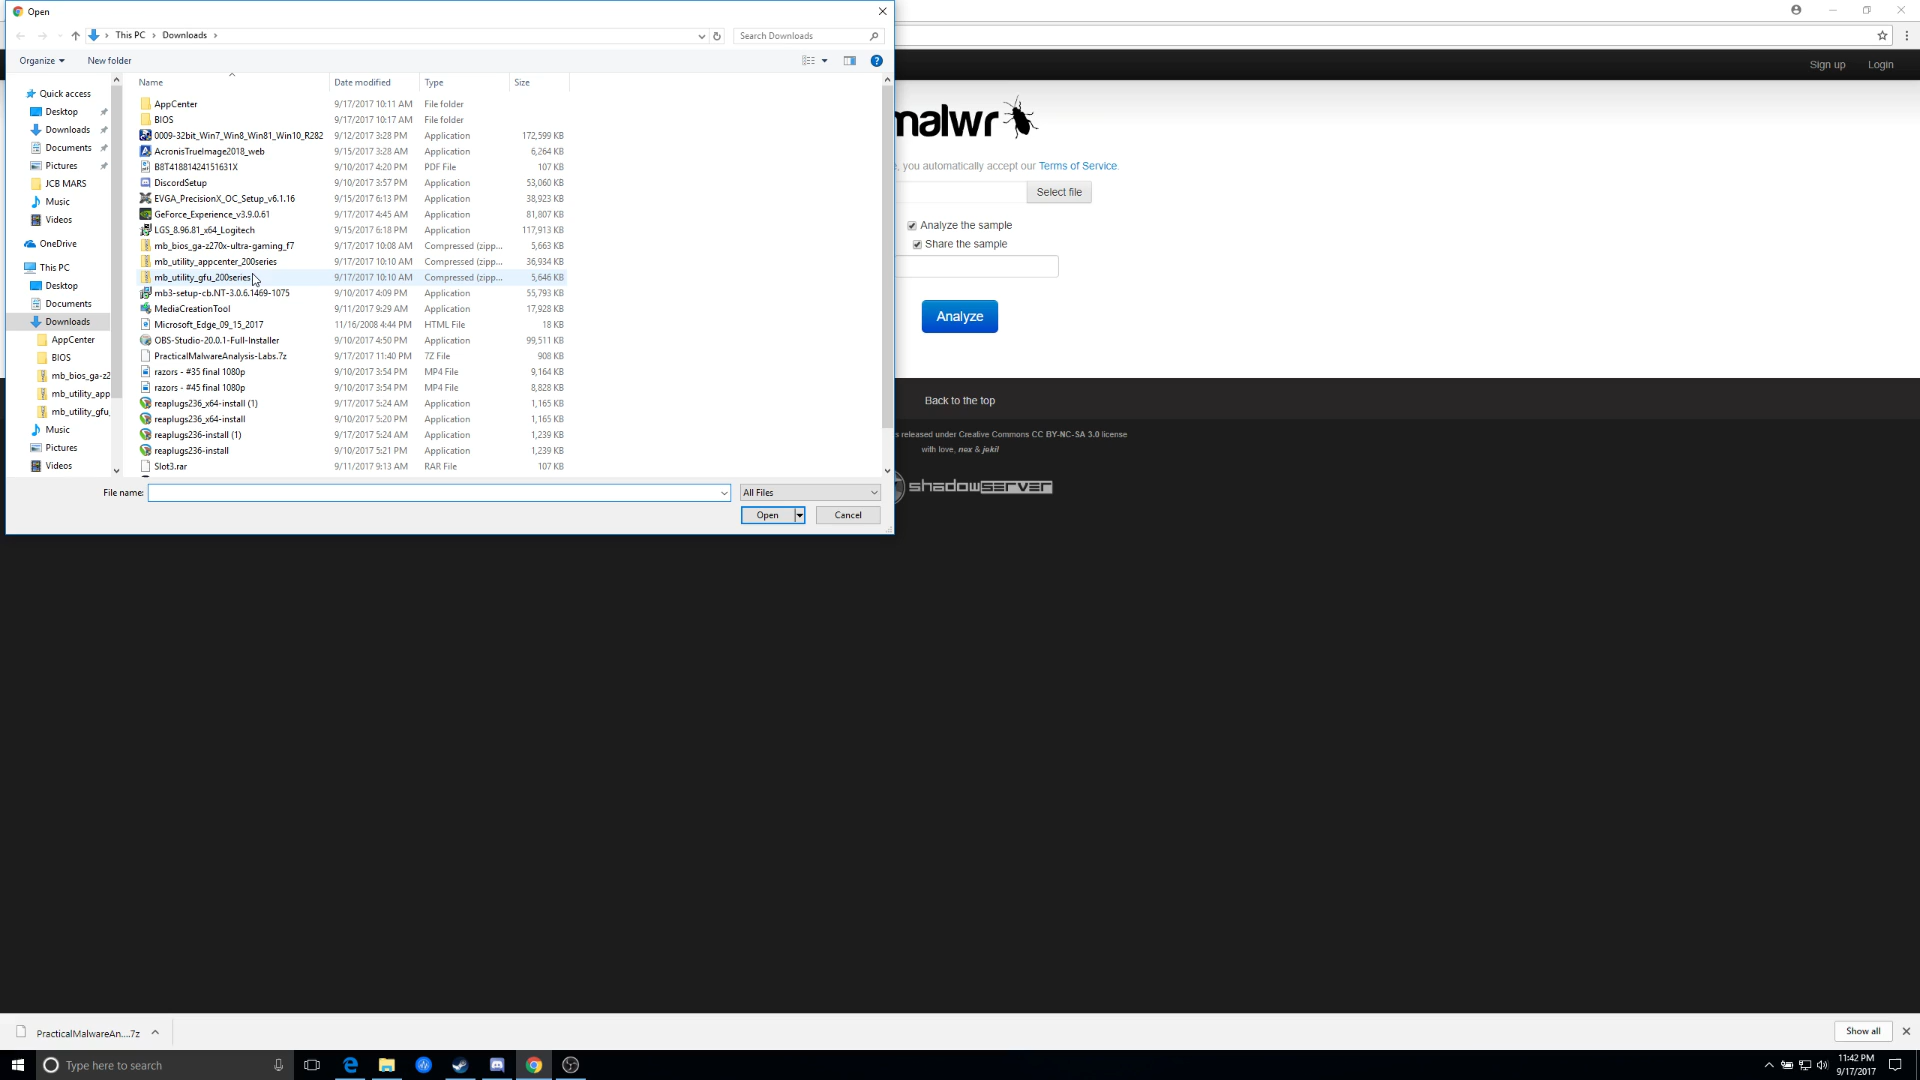 Open
This PC > Downloads >
Search Downloads
Organize
New folder
Name Date modified Type Size
AppCenter 9/17/2017 10:11 AM File folder
BIOS 9/17/2017 10:17 AM File folder
0009-32bit_Win7_Win8_Win81_Win10_R282 9/12/2017 3:28 PM Application 172,599 KB
AcronisTrueImage2018_web 9/15/2017 3:28 AM Application 6,264 KB
B8T41881424151631X 9/10/2017 4:20 PM PDF File 107 KB
DiscordSetup 9/10/2017 3:57 PM Application 53,060 KB
EVGA_PrecisionX_OC_Setup_v6.1.16 9/15/2017 6:13 PM Application 38,923 KB
GeForce_Experience_v3.9.0.61 9/17/2017 4:45 AM Application 81,807 KB
LGS_8.96.81_x64_Logitech 9/15/2017 6:18 PM Application 117,913 KB
mb_bios_ga-z270x-ultra-gaming_f7 9/17/2017 10:08 AM Compressed (zipp... 5,663 KB
mb_utility_appcenter_200series 9/17/2017 10:10 AM Compressed (zipp... 36,934 KB
mb_utility_gfu_200series 9/17/2017 10:10 AM Compressed (zipp... 5,646 KB
mb3-setup-cb.NT-3.0.6.1469-1075 9/10/2017 4:09 PM Application 55,793 KB
MediaCreationTool 9/11/2017 9:29 AM Application 17,928 KB
Microsoft_Edge_09_15_2017 11/16/2008 4:44 PM HTML File 18 KB
OBS-Studio-20.0.1-Full-Installer 9/10/2017 4:50 PM Application 99,511 KB
PracticalMalwareAnalysis-Labs.7z 9/17/2017 11:40 PM 7Z File 908 KB
razors - #35 final 1080p 9/10/2017 3:54 PM MP4 File 9,164 KB
razors - #45 final 1080p 9/10/2017 3:54 PM MP4 File 8,828 KB
reaplugs236_x64-install (1) 9/17/2017 5:24 AM Application 1,165 KB
reaplugs236_x64-install 9/10/2017 5:20 PM Application 1,165 KB
reaplugs236-install (1) 9/17/2017 5:24 AM Application 1,239 KB
reaplugs236-install 9/10/2017 5:21 PM Application 1,239 KB
Slot3.rar 9/11/2017 9:13 AM RAR File 107 KB
Quick access
Desktop
Downloads
Documents
Pictures
JCB MARS
Music
Videos
OneDrive
This PC
Desktop
Documents
Downloads
AppCenter
BIOS
mb_bios_ga-z2
mb_utility_app
mb_utility_gfu_
Music
Pictures
Videos
File name:
All Files
Open
Cancel
Sign up Login
malwr
, you automatically accept our Terms of Service.
Select file
Analyze the sample
Share the sample
Analyze
Back to the top
s released under Creative Commons CC BY-NC-SA 3.0 license
with love, nex & jekil
shadowserver
PracticalMalwareAn....7z
Show all
Type here to search
11:42 PM
9/17/2017